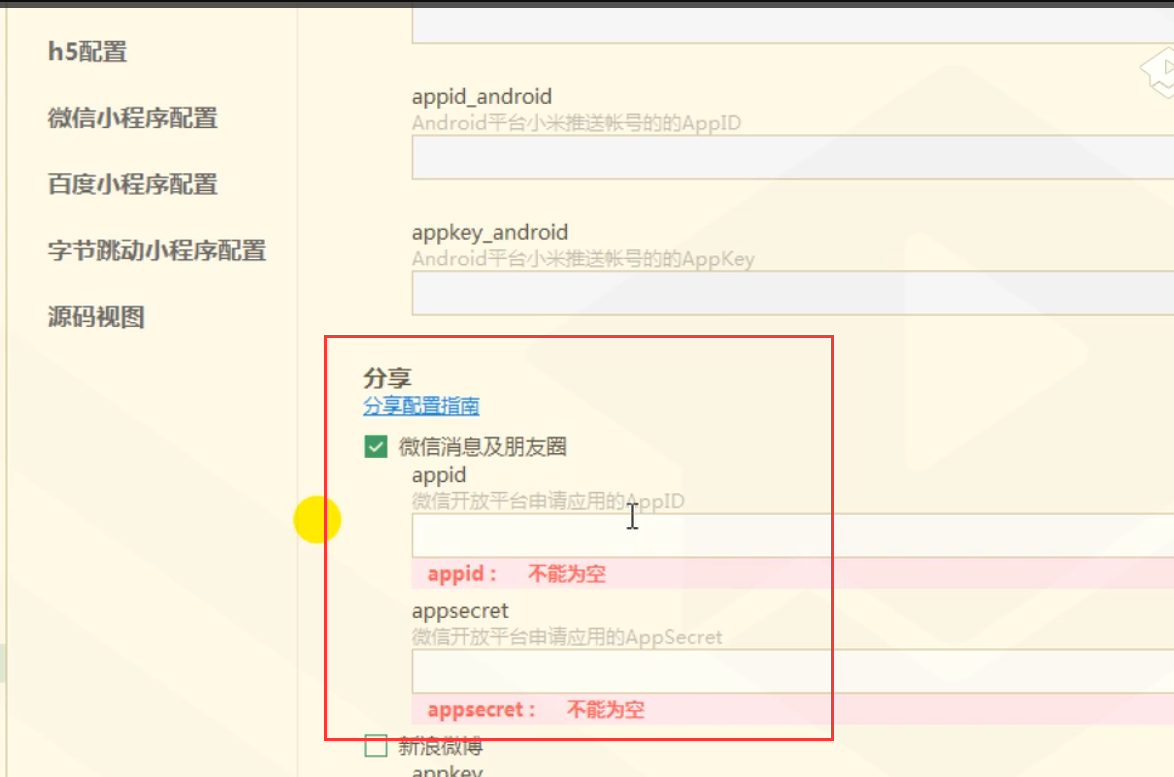 h5配置
微信小程序配置
百度小程序配置
字节跳动小程序配置
源码视图
appid_android
Android平台小米推送帐号的的AppID
appkey_android
Android平台小米推送帐号的的AppKey
分享
分享配置指南
微信消息及朋友圈
appid
微信开放平台申请应用的AppID
appid： 不能为空
appsecret
微信开放平台申请应用的AppSecret
appsecret： 不能为空
新浪微博
appkey